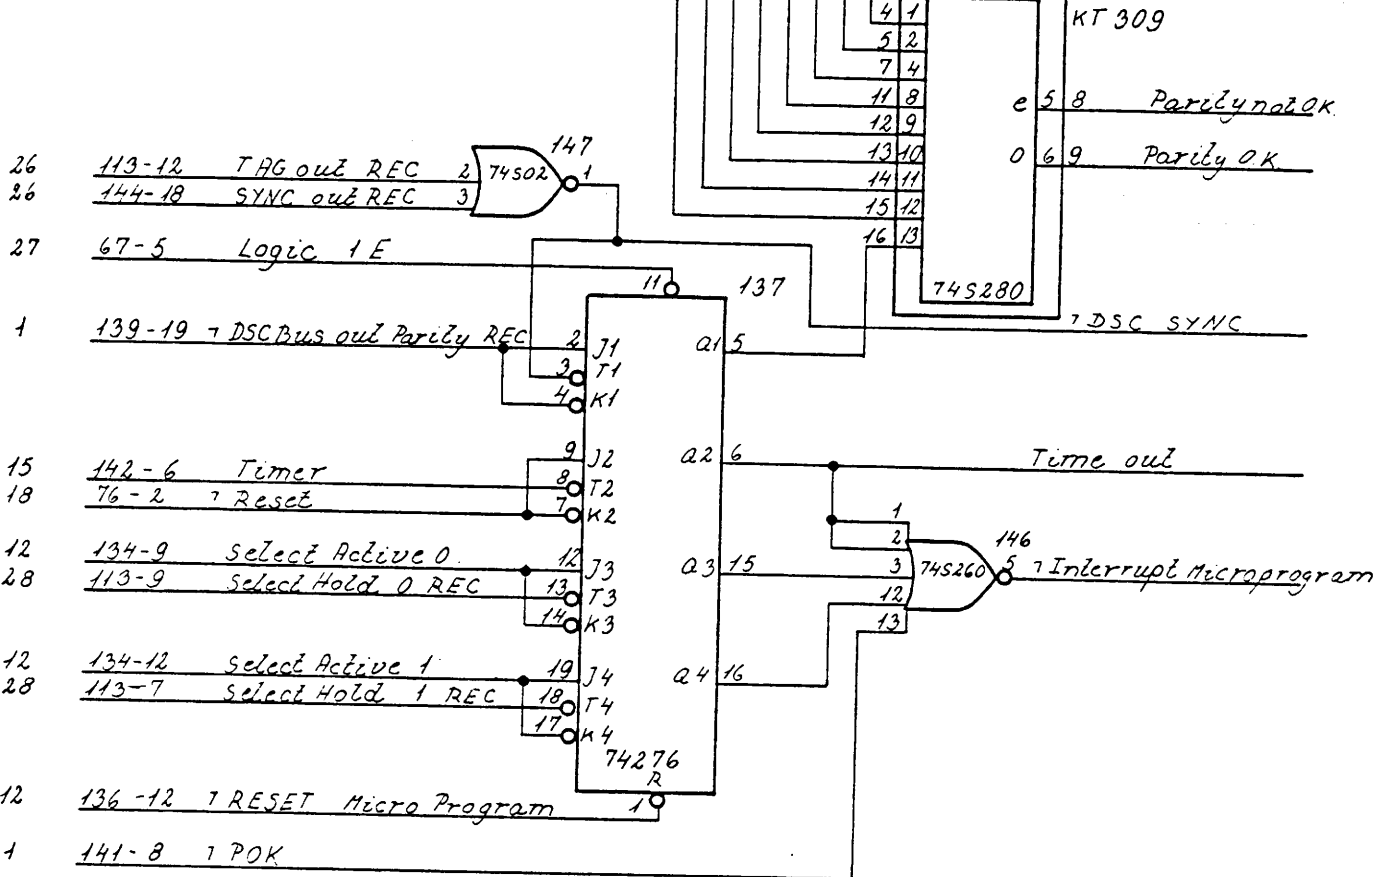 4 1
KT 309
5 2
7 4
11 8 e 5 8 Parity not OK
12 9
13 10 O 6 9 Parity OK
14 11
15 12
16 13
74S280
147
26 113-12 TAG out REC 2 74S02 1
26 144-18 SYNC out REC 3
27 67-5 Logic 1 E
11 137
¬DSC SYNC
1 139-19 ¬DSC Bus out Parity REC 2 J1 Q1 5
3 T1
4 K1
9 J2 Q2 6 Time out
15 142-6 Timer 8 T2
18 76-2 ¬Reset 7 K2
1
2 146
12 134-9 Select Active 0 12 J3 Q3 15 3 74S260 5 ¬Interrupt Microprogram
28 113-9 Select Hold 0 REC 13 T3 12
14 K3 13
12 134-12 Select Active 1 19 J4 Q4 16
28 113-7 Select Hold 1 REC 18 T4
17 K4
74276
R
12 136-12 ¬RESET Micro Program 1
1 141-8 ¬POK